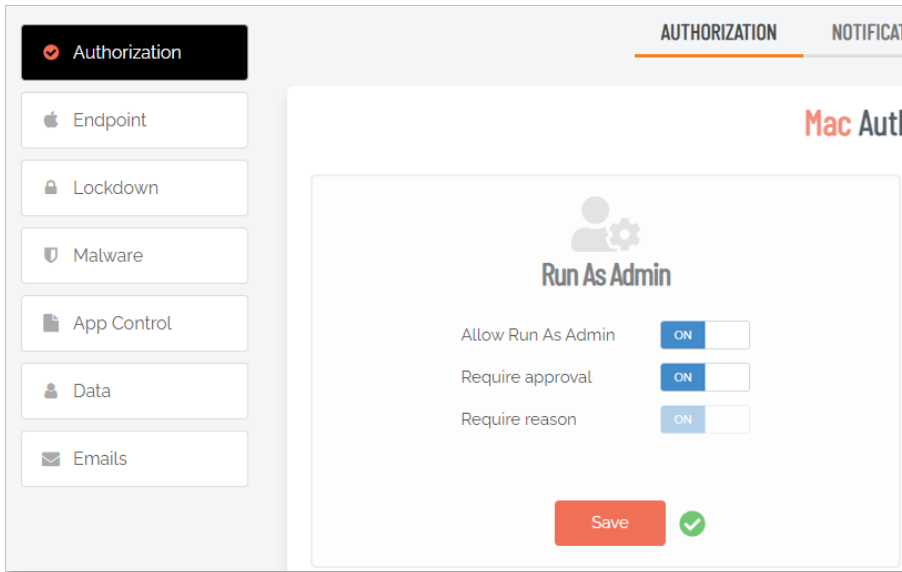 Authorization
Endpoint
Lockdown
Malware
App Control
Data
Emails
AUTHORIZATION
Mac
Run As Admin
Allow Run As Admin ON
Require approval ON
Require reason ON
Save